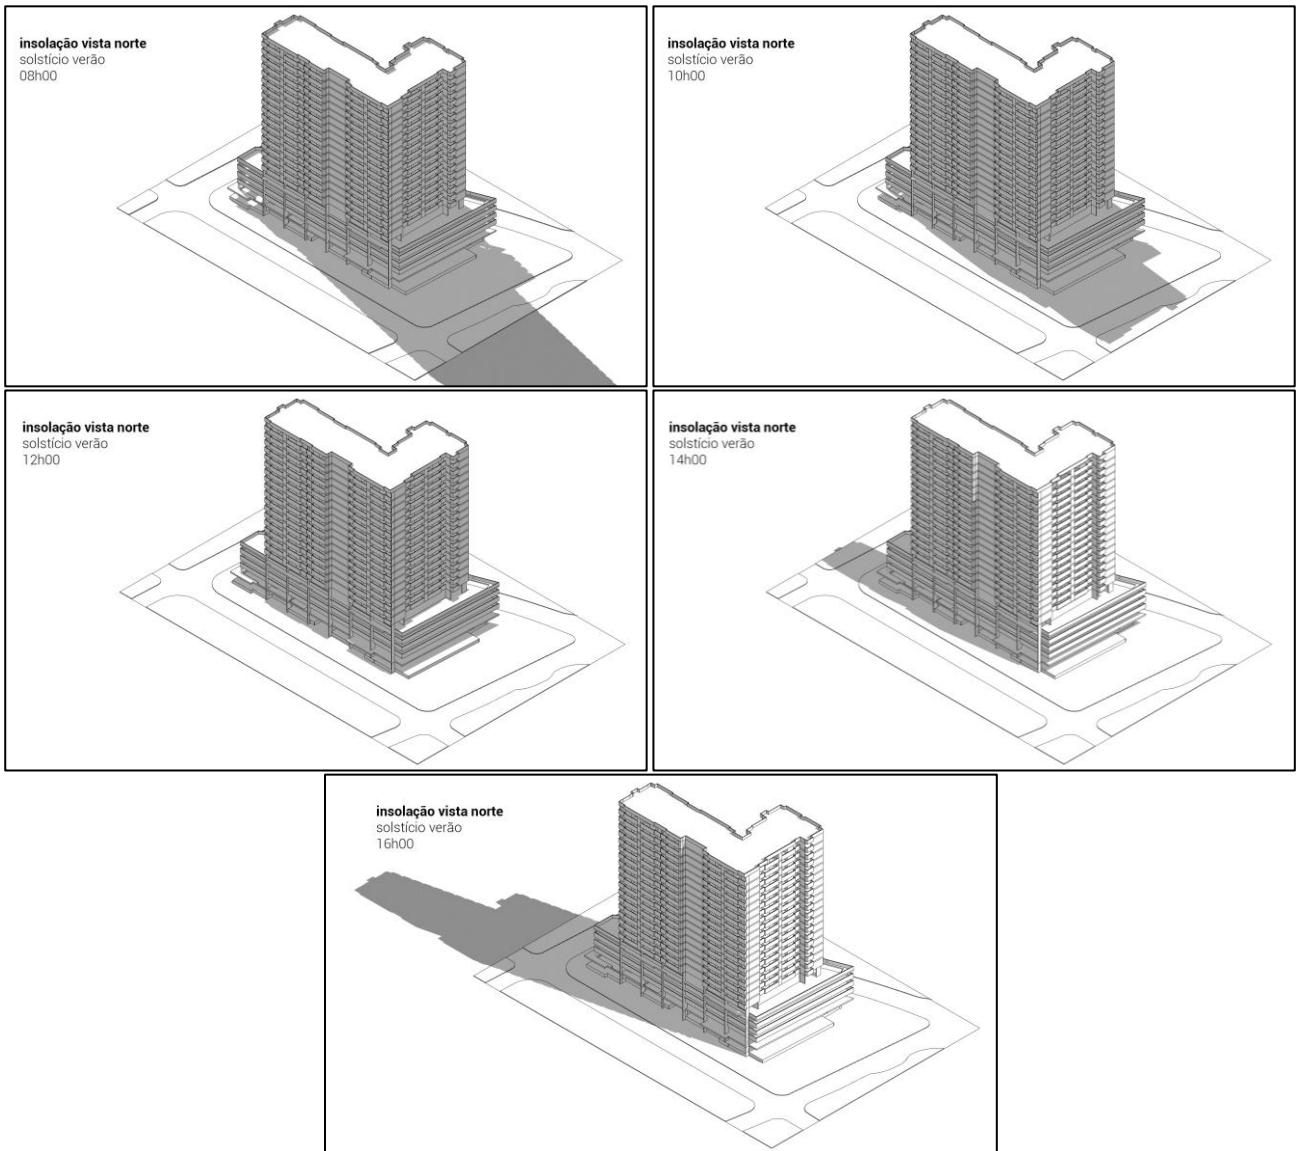 insolação vista norte
solstício verão
08h00
insolação vista norte
solstício verão
10h00
insolação vista norte
solstício verão
12h00
insolação vista norte
solstício verão
14h00
insolação vista norte
solstício verão
16h00